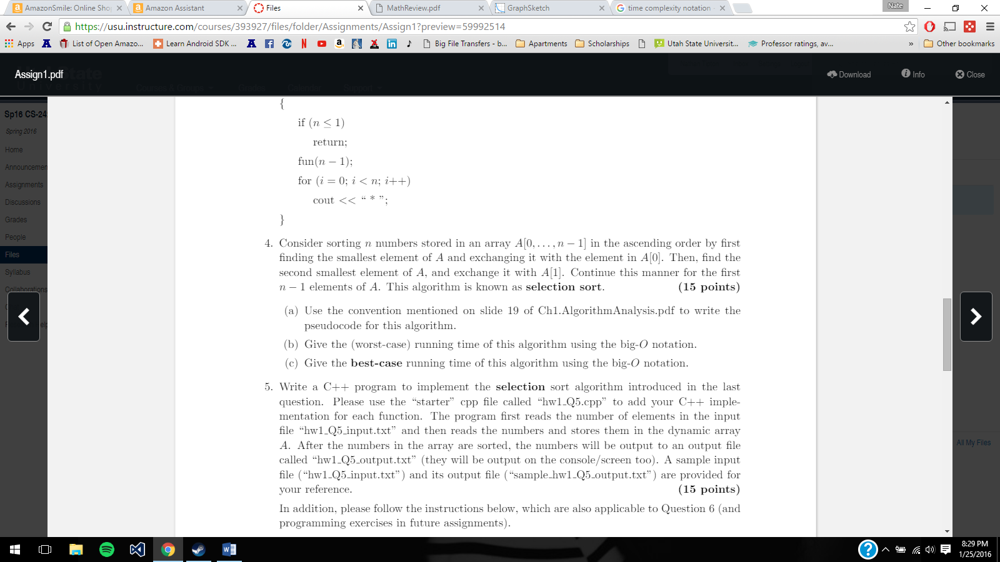 AmazonSmile: Online Sho
Amazon Assistant
Files
MathReview.pdf
GraphSketch
time complexity notation
Nate
https://usu.instructure.com/courses/393927/files/folder/Assignments/Assign1?preview=59992514
Apps
List of Open Amazo...
Learn Android SDK ...
Big File Transfers - b...
Apartments
Scholarships
Utah State Universit...
Professor ratings, av...
»
Other bookmarks
Assign1.pdf
Download
Info
Close
Sp16 CS-24
Spring 2016
Home
Announcemen
Assignments
Discussions
Grades
People
Files
Syllabus
Collaborations
{
if (n ≤ 1)
return;
fun(n − 1);
for (i = 0; i < n; i++)
cout << “ * ”;
}
4. Consider sorting n numbers stored in an array A[0, . . . , n − 1] in the ascending order by first
finding the smallest element of A and exchanging it with the element in A[0]. Then, find the
second smallest element of A, and exchange it with A[1]. Continue this manner for the first
n − 1 elements of A. This algorithm is known as selection sort. (15 points)
(a) Use the convention mentioned on slide 19 of Ch1.AlgorithmAnalysis.pdf to write the
pseudocode for this algorithm.
(b) Give the (worst-case) running time of this algorithm using the big-O notation.
(c) Give the best-case running time of this algorithm using the big-O notation.
5. Write a C++ program to implement the selection sort algorithm introduced in the last
question. Please use the “starter” cpp file called “hw1_Q5.cpp” to add your C++ imple-
mentation for each function. The program first reads the number of elements in the input
file “hw1_Q5_input.txt” and then reads the numbers and stores them in the dynamic array
A. After the numbers in the array are sorted, the numbers will be output to an output file
called “hw1_Q5_output.txt” (they will be output on the console/screen too). A sample input
file (“hw1_Q5_input.txt”) and its output file (“sample_hw1_Q5_output.txt”) are provided for
your reference. (15 points)
In addition, please follow the instructions below, which are also applicable to Question 6 (and
programming exercises in future assignments).
All My Files
8:29 PM
1/25/2016